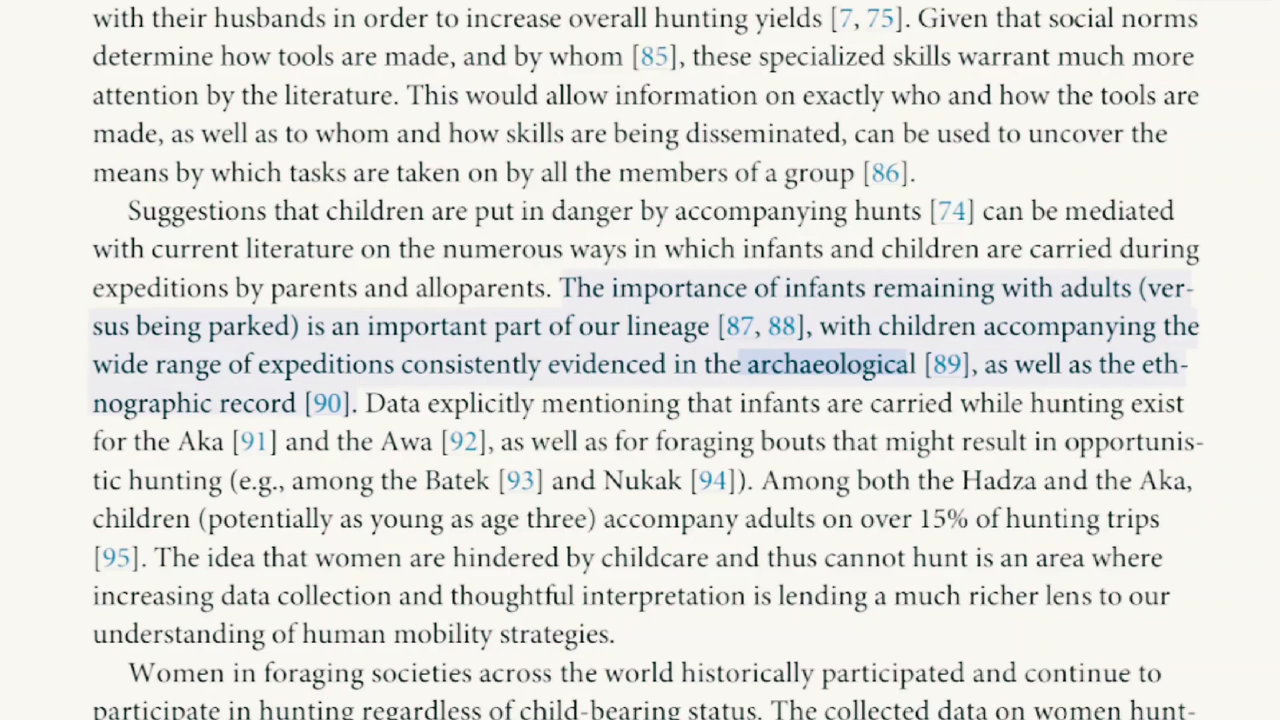 with their husbands in order to increase overall hunting yields [7, 75]. Given that social norms
determine how tools are made, and by whom [85], these specialized skills warrant much more
attention by the literature. This would allow information on exactly who and how the tools are
made, as well as to whom and how skills are being disseminated, can be used to uncover the
means by which tasks are taken on by all the members of a group [86].
Suggestions that children are put in danger by accompanying hunts [74] can be mediated
with current literature on the numerous ways in which infants and children are carried during
expeditions by parents and alloparents. The importance of infants remaining with adults (ver-
sus being parked) is an important part of our lineage [87, 88], with children accompanying the
wide range of expeditions consistently evidenced in the archaeological [89], as well as the eth-
nographic record [90]. Data explicitly mentioning that infants are carried while hunting exist
for the Aka [91] and the Awa [92], as well as for foraging bouts that might result in opportunis-
tic hunting (e.g., among the Batek [93] and Nukak [94]). Among both the Hadza and the Aka,
children (potentially as young as age three) accompany adults on over 15% of hunting trips
[95]. The idea that women are hindered by childcare and thus cannot hunt is an area where
increasing data collection and thoughtful interpretation is lending a much richer lens to our
understanding of human mobility strategies.
Women in foraging societies across the world historically participated and continue to
participate in hunting regardless of child-bearing status. The collected data on women hunt-